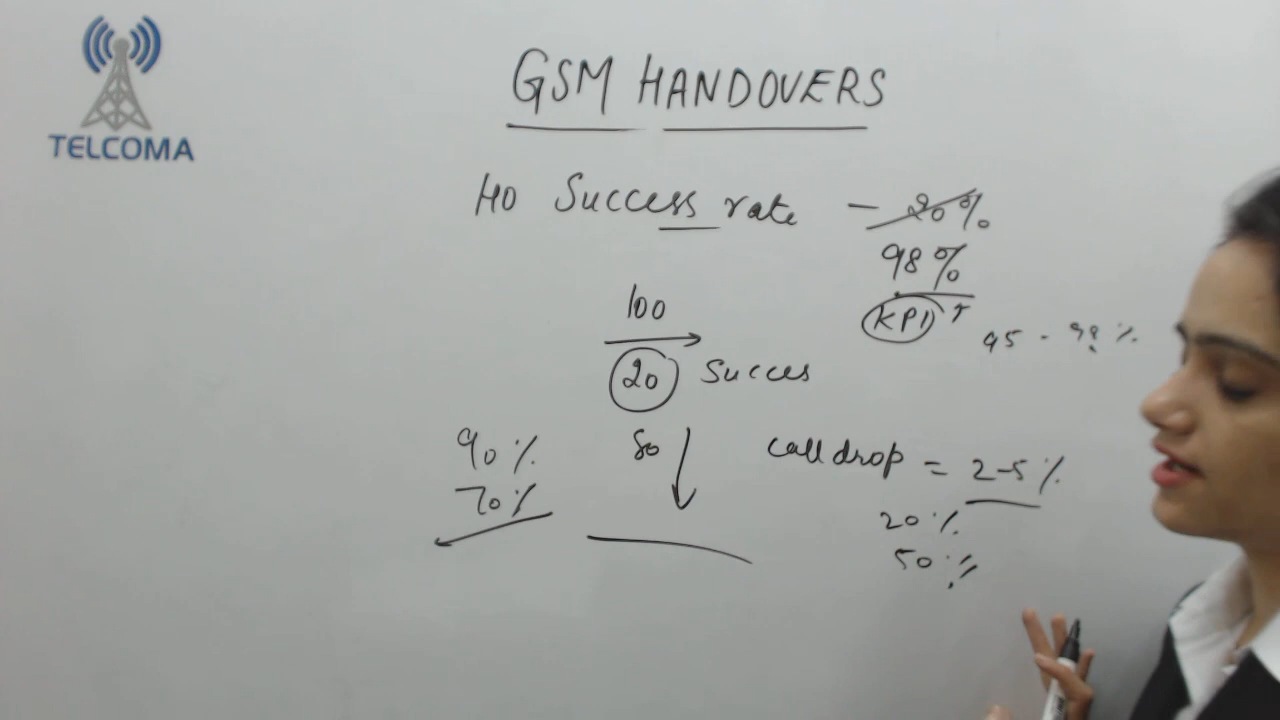 TELCOMA
GSM HANDOVERS
HO Success rate - 20%
98%
KPI
95 - 98%
100
20 Succes
80
90%
70%
Call drop = 2-5%
20%
50%